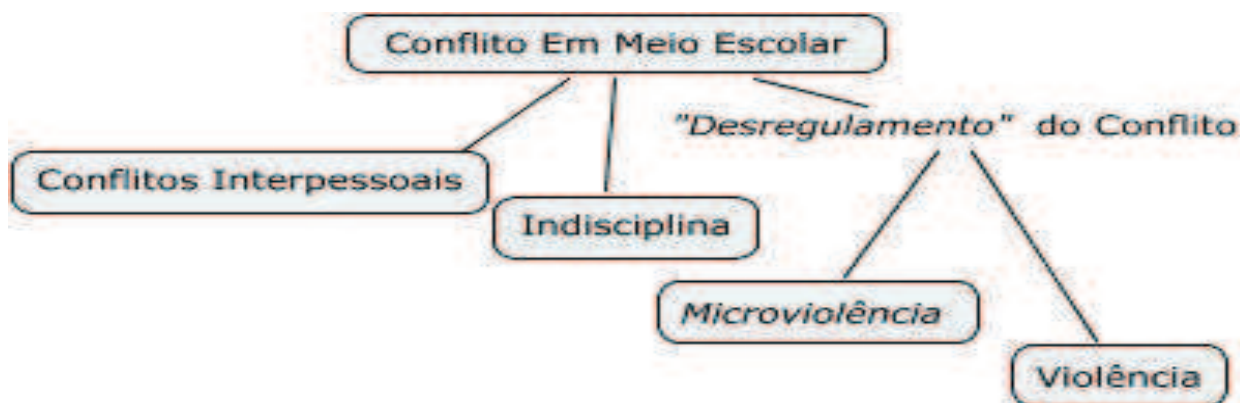 Conflito Em Meio Escolar
"Desregulamento" do Conflito
Conflitos Interpessoais
Indisciplina
Microviolência
Violência